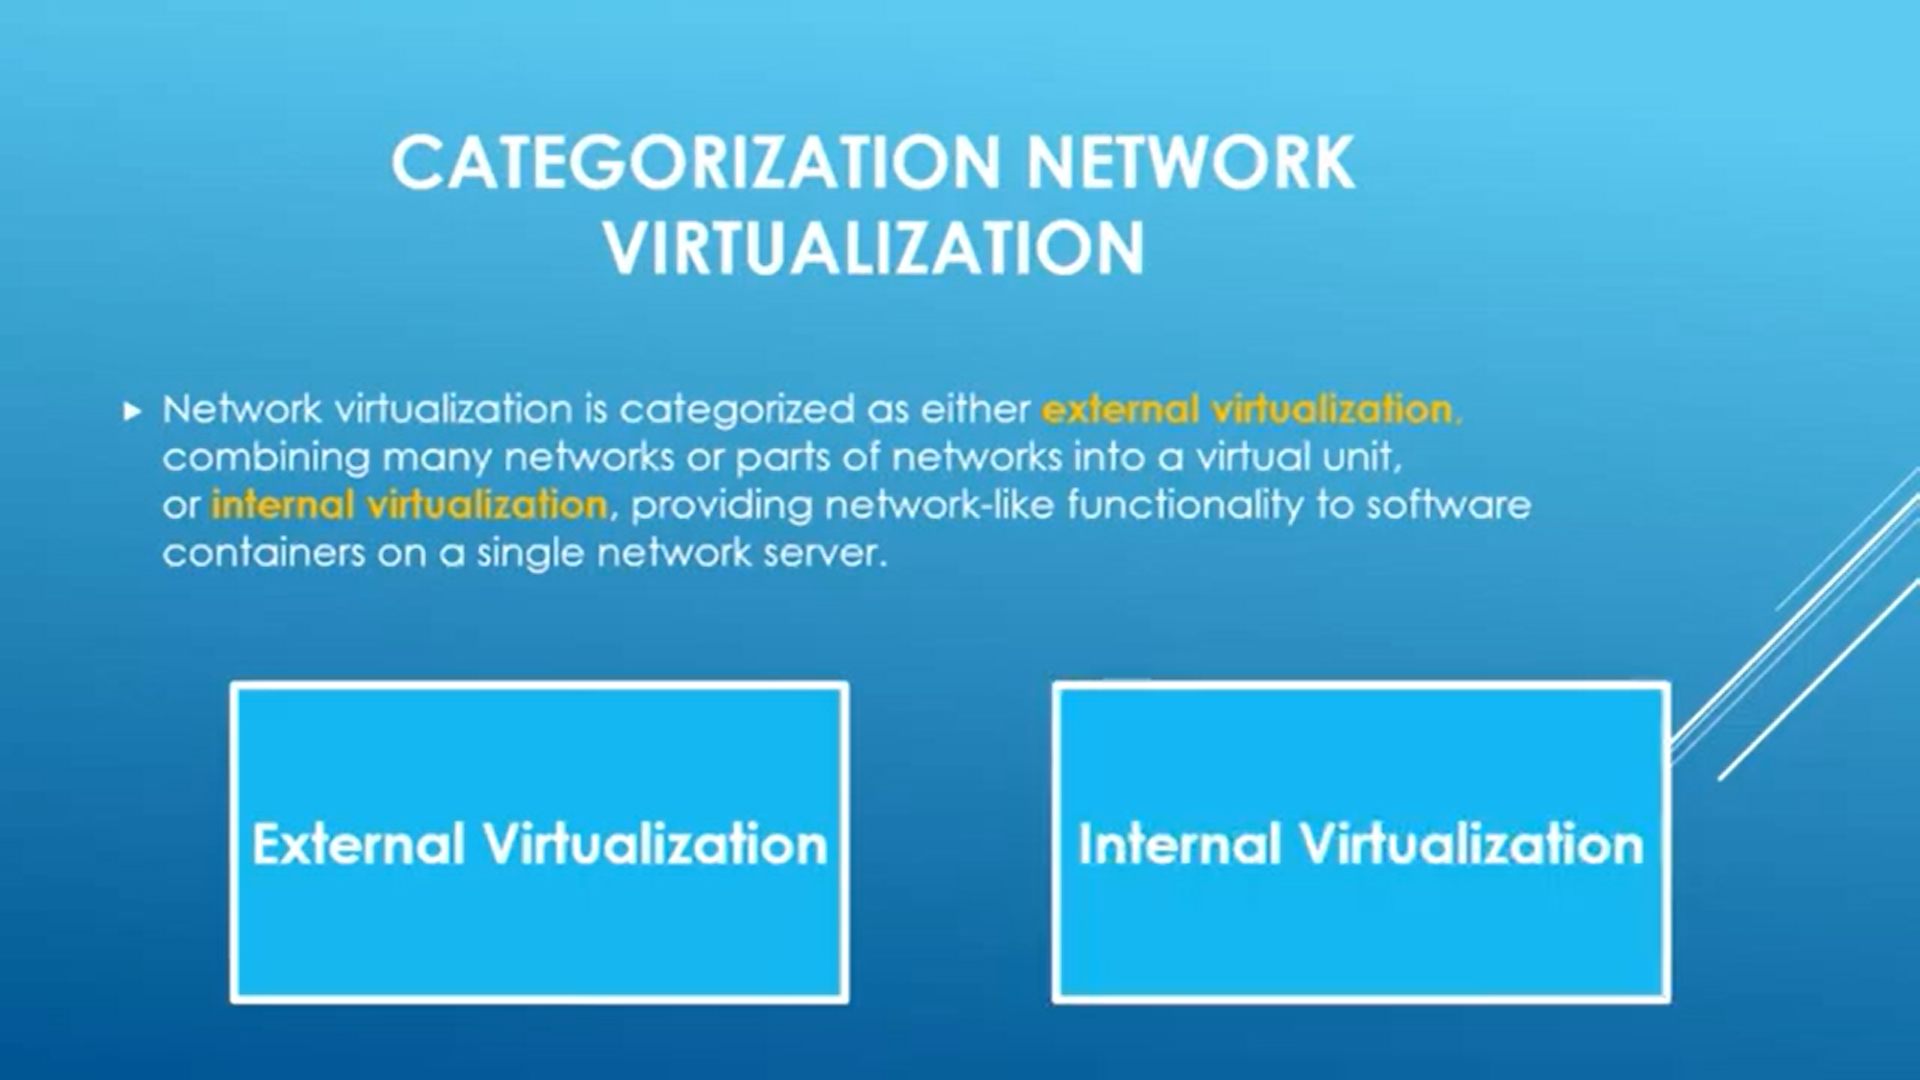 CATEGORIZATION NETWORK
VIRTUALIZATION
Network virtualization is categorized as either external virtualization,
combining many networks or parts of networks into a virtual unit,
or internal virtualization, providing network-like functionality to software
containers on a single network server.
External Virtualization
Internal Virtualization